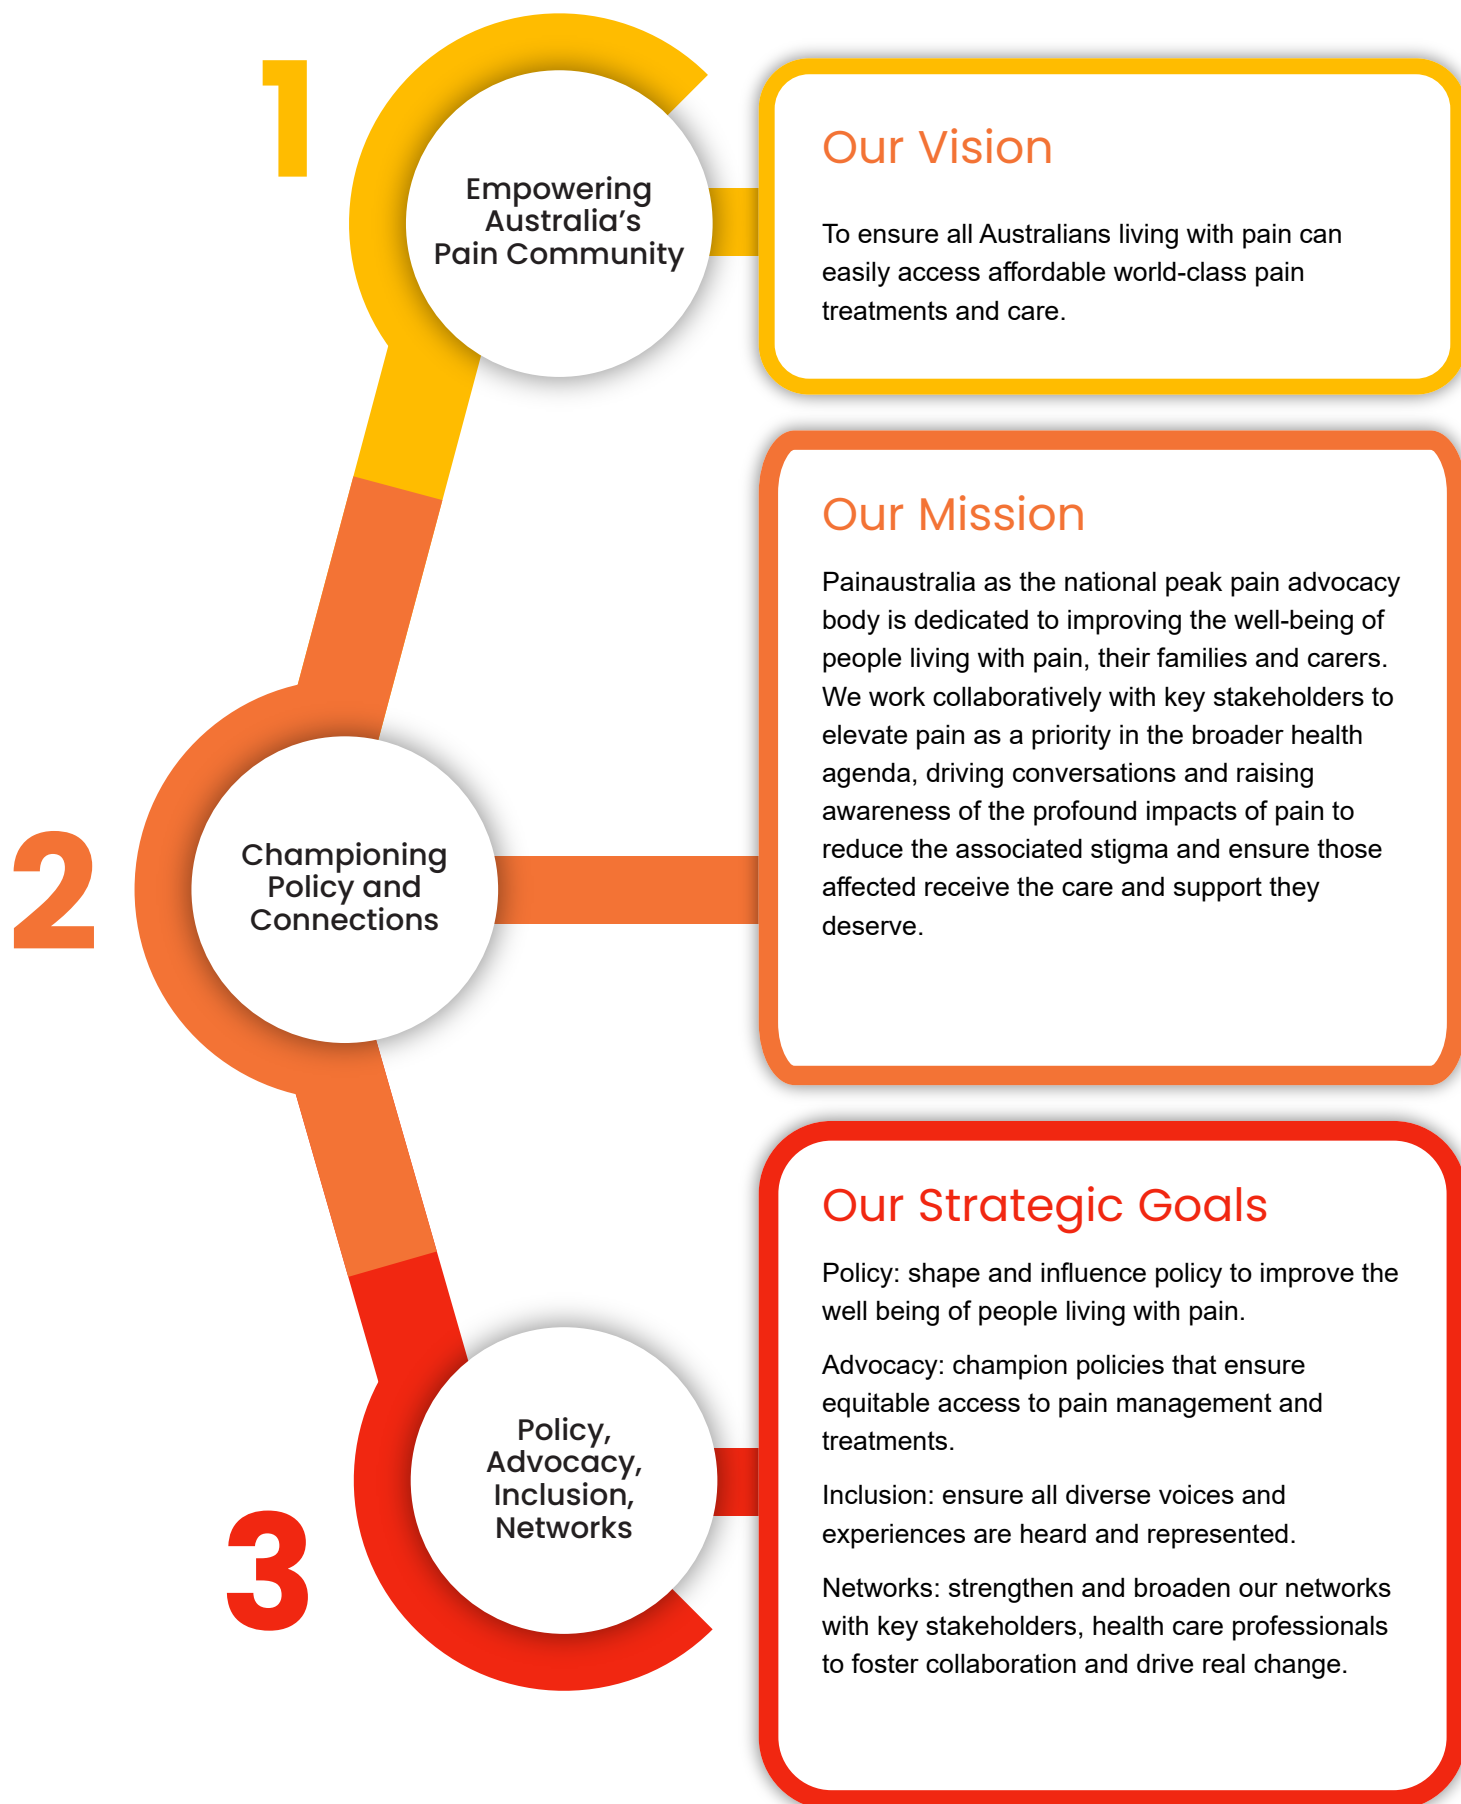 1
Empowering
Australia’s
Pain Community
Our Vision
To ensure all Australians living with pain can
easily access affordable world-class pain
treatments and care.
2
Championing
Policy and
Connections
Our Mission
Painaustralia as the national peak pain advocacy
body is dedicated to improving the well-being of
people living with pain, their families and carers.
We work collaboratively with key stakeholders to
elevate pain as a priority in the broader health
agenda, driving conversations and raising
awareness of the profound impacts of pain to
reduce the associated stigma and ensure those
affected receive the care and support they
deserve.
3
Policy,
Advocacy,
Inclusion,
Networks
Our Strategic Goals
Policy: shape and influence policy to improve the
well being of people living with pain.
Advocacy: champion policies that ensure
equitable access to pain management and
treatments.
Inclusion: ensure all diverse voices and
experiences are heard and represented.
Networks: strengthen and broaden our networks
with key stakeholders, health care professionals
to foster collaboration and drive real change.